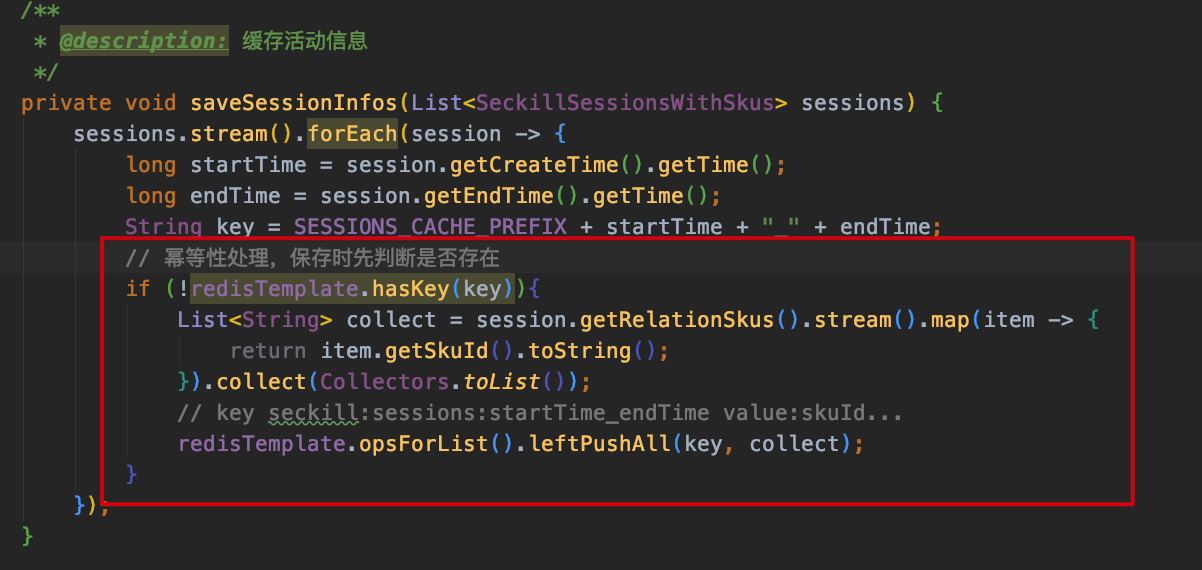 /**
 * @description: 缓存活动信息
 */
private void saveSessionInfos(List<SeckillSessionsWithSkus> sessions) {
    sessions.stream().forEach(session -> {
        long startTime = session.getCreateTime().getTime();
        long endTime = session.getEndTime().getTime();
        String key = SESSIONS_CACHE_PREFIX + startTime + "_" + endTime;
        // 幂等性处理，保存时先判断是否存在
        if (!redisTemplate.hasKey(key)){
            List<String> collect = session.getRelationSkus().stream().map(item -> {
                return item.getSkuId().toString();
            }).collect(Collectors.toList());
            // key seckill:sessions:startTime_endTime value:skuId...
            redisTemplate.opsForList().leftPushAll(key, collect);
        }
    });
}